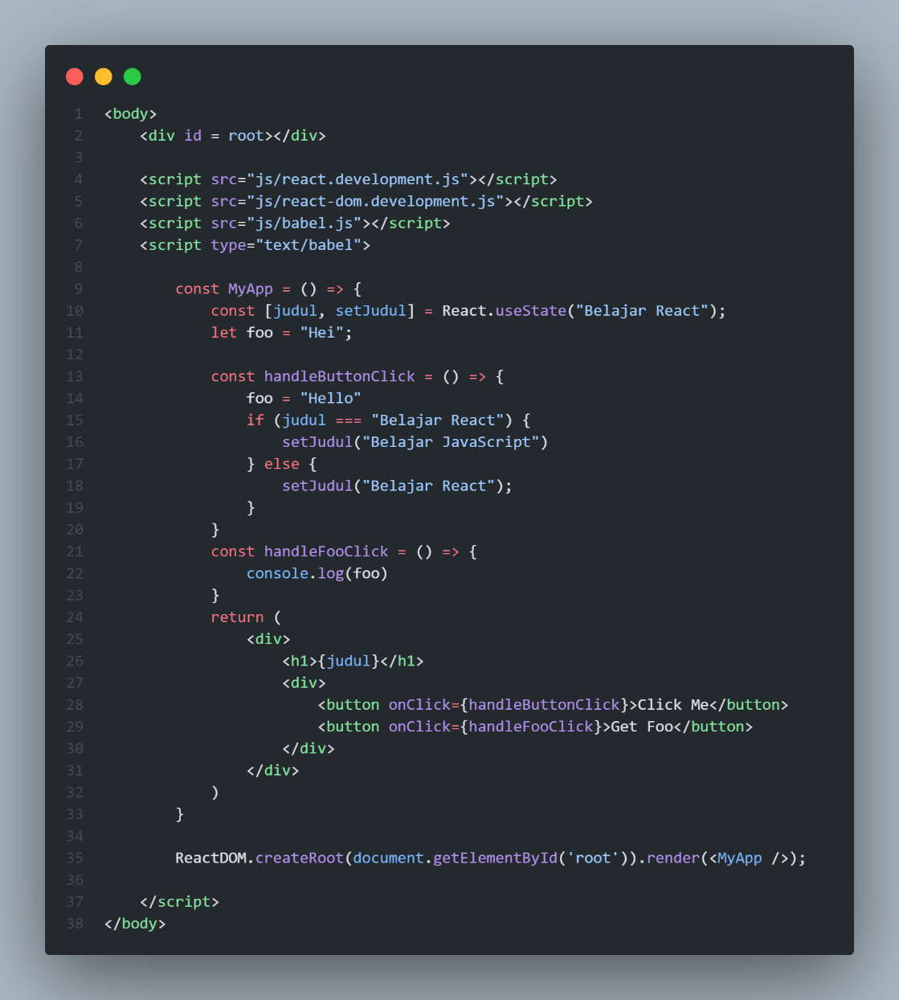 1 <body>
2     <div id = root></div>
3
4     <script src="js/react.development.js"></script>
5     <script src="js/react-dom.development.js"></script>
6     <script src="js/babel.js"></script>
7     <script type="text/babel">
8
9         const MyApp = () => {
10             const [judul, setJudul] = React.useState("Belajar React");
11             let foo = "Hei";
12
13             const handleButtonClick = () => {
14                 foo = "Hello"
15                 if (judul === "Belajar React") {
16                     setJudul("Belajar JavaScript")
17                 } else {
18                     setJudul("Belajar React");
19                 }
20             }
21             const handleFooClick = () => {
22                 console.log(foo)
23             }
24             return (
25                 <div>
26                     <h1>{judul}</h1>
27                     <div>
28                         <button onClick={handleButtonClick}>Click Me</button>
29                         <button onClick={handleFooClick}>Get Foo</button>
30                     </div>
31                 </div>
32             )
33         }
34
35         ReactDOM.createRoot(document.getElementById('root')).render(<MyApp />);
36
37     </script>
38 </body>